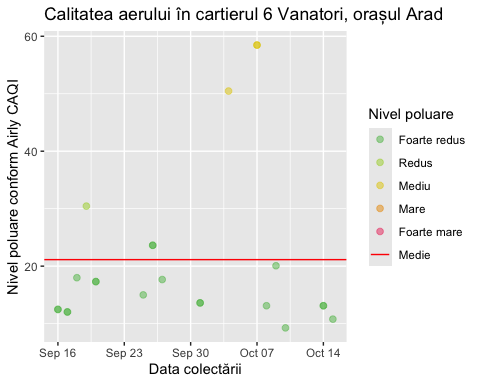 Calitatea aerului în cartierul 6 Vanatori, orașul Arad
Nivel poluare conform Airly CAQI
60
40
20
Sep 16
Sep 23
Sep 30
Oct 07
Oct 14
Data colectării
Nivel poluare
Foarte redus
Redus
Mediu
Mare
Foarte mare
Medie